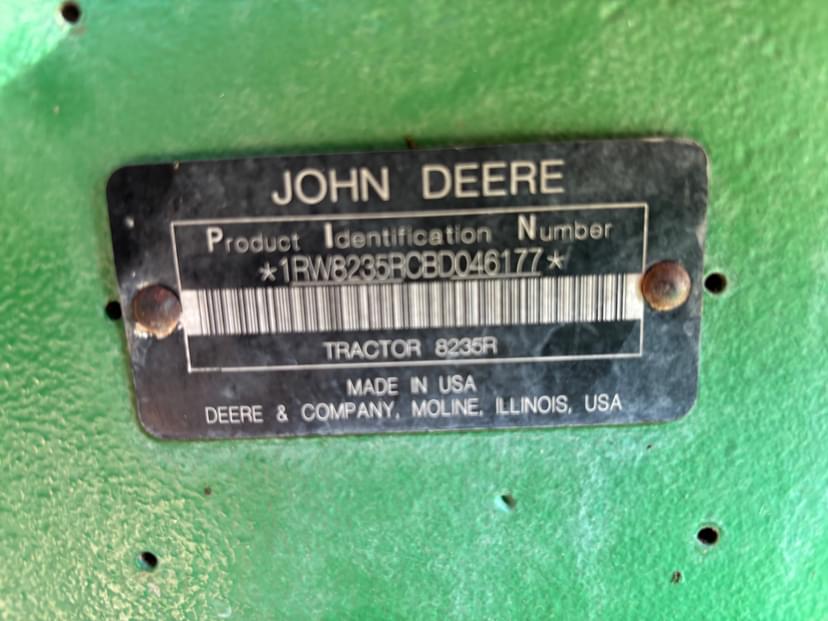 JOHN DEERE
Product Identification Number
*1RW8235RCBD046177*
TRACTOR 8235R
MADE IN USA
DEERE & COMPANY, MOLINE, ILLINOIS, USA